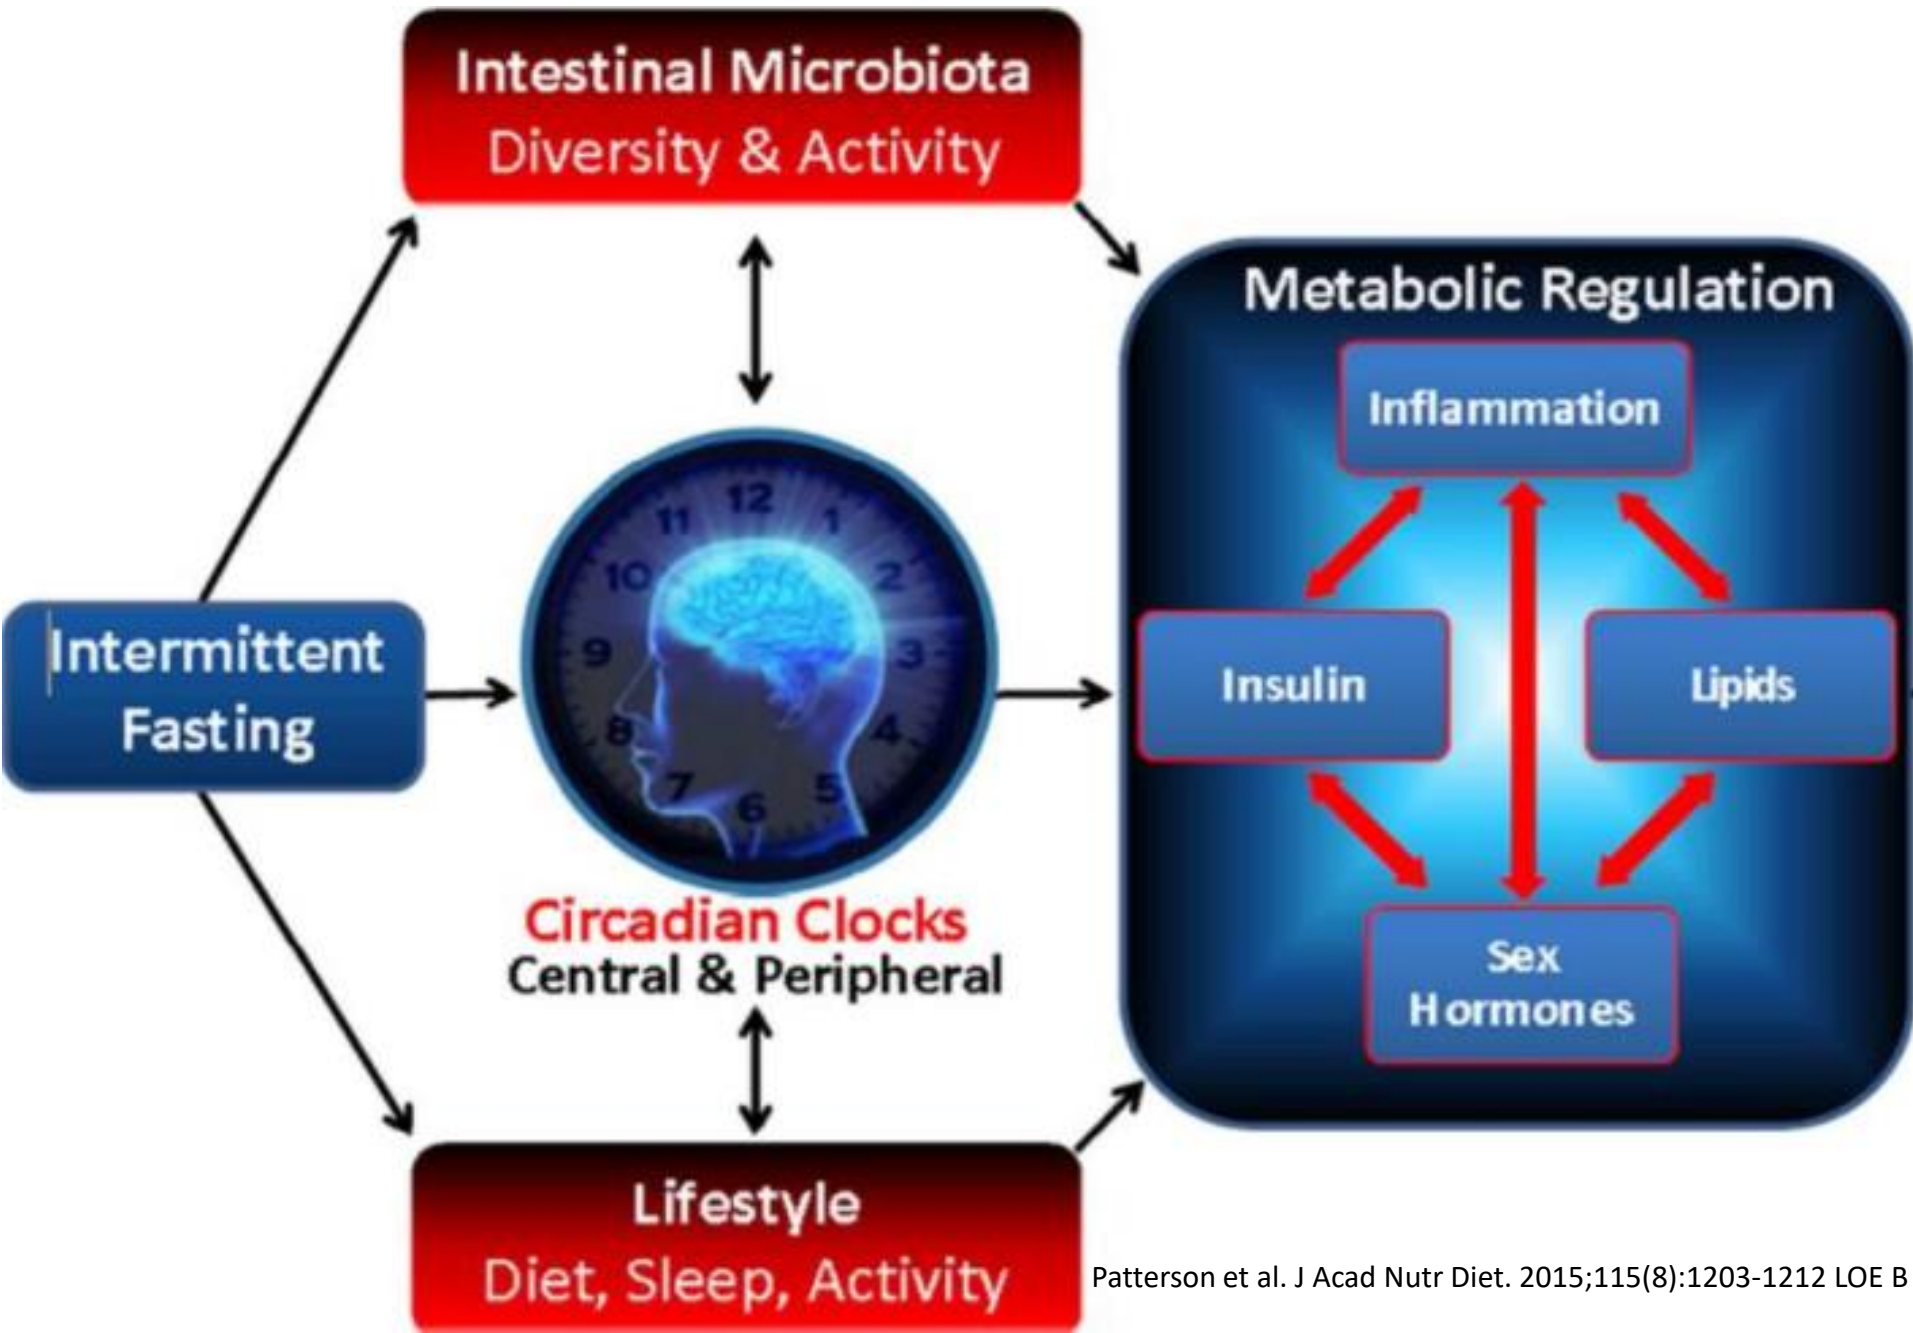 Intestinal Microbiota
Diversity & Activity
Metabolic Regulation
Inflammation
Insulin
Lipids
Sex
Hormones
Intermittent
Fasting
12
1
2
3
4
5
6
7
8
9
10
11
Circadian Clocks
Central & Peripheral
Lifestyle
Diet, Sleep, Activity
Patterson et al. J Acad Nutr Diet. 2015;115(8):1203-1212 LOE B